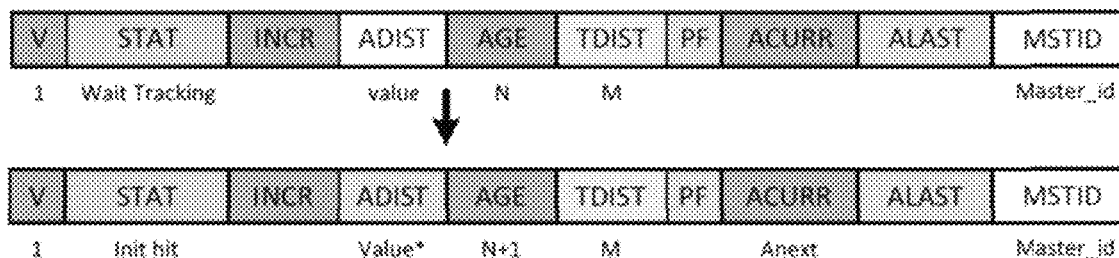 V STAT INCR ADIST AGE TDIST PF ACURR ALAST MSTID
1 Wait Tracking value N M Master_id
V STAT INCR ADIST AGE TDIST PF ACURR ALAST MSTID
1 Init hit Value* N+1 M Anext Master_id